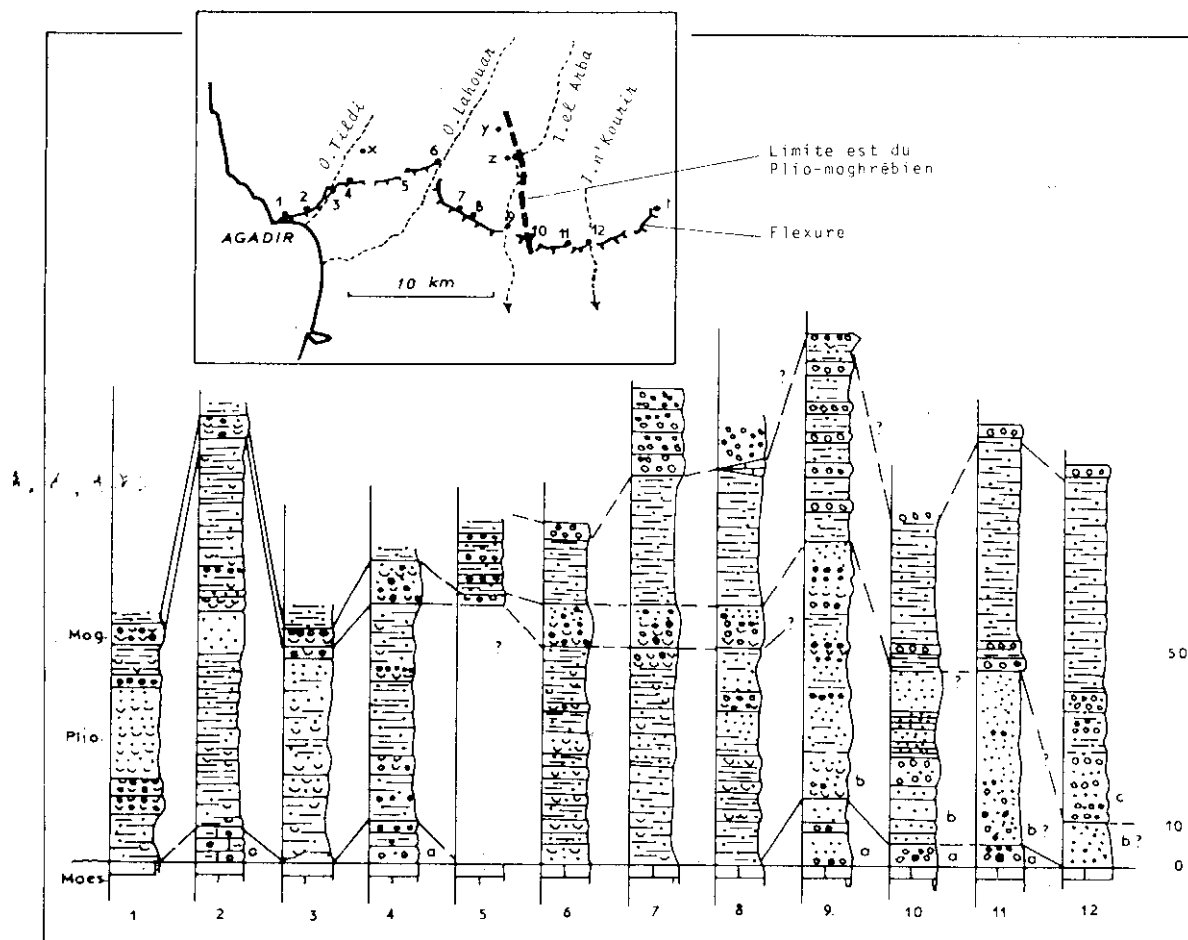 O. Tildi
O. Lahouar
I. el Arba
I. n'Kourir
x
y
z
6
Limite est du
Plio-moghrébien
1
2
3
4
5
7
8
9
10
11
12
AGADIR
Flexure
10 km
?
?
?
Mog.
?
?
?
?
50
Plio.
?
b
b
b
?
c
10
b ?
a
a
a
a
a
0
Maes.
1
2
3
4
5
6
7
8
9.
10
11
12